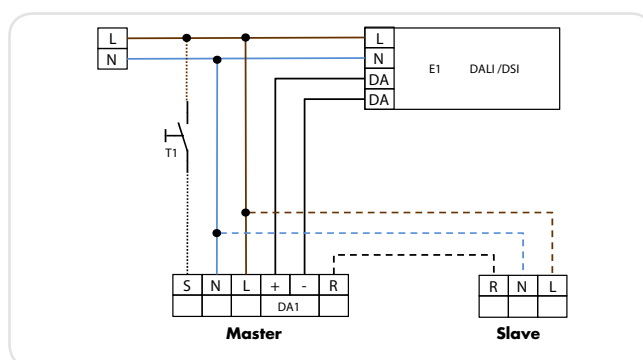 L
N
L
N
DA
DA
E1 DALI /DSI
T1
S N L + - R
DA1
R N L
Master
Slave